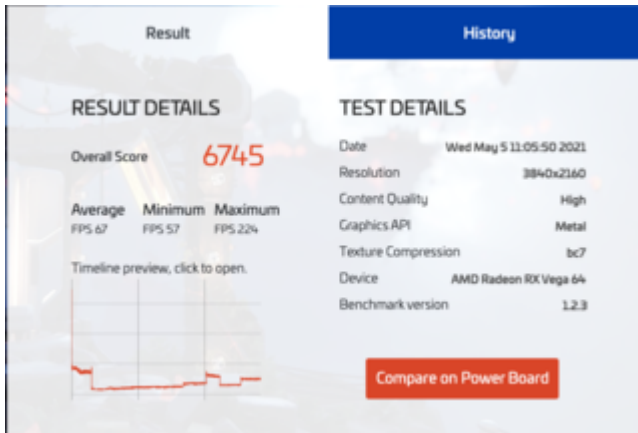 Result
History
RESULT DETAILS
Overall Score 6745
Average Minimum Maximum
FPS 67 FPS 57 FPS 224
Timeline preview, click to open.
TEST DETAILS
Date Wed May 5 11:05:50 2021
Resolution 3840x2160
Content Quality High
Graphics API Metal
Texture Compression bc7
Device AMD Radeon RX Vega 64
Benchmark version 1.2.3
Compare on Power Board